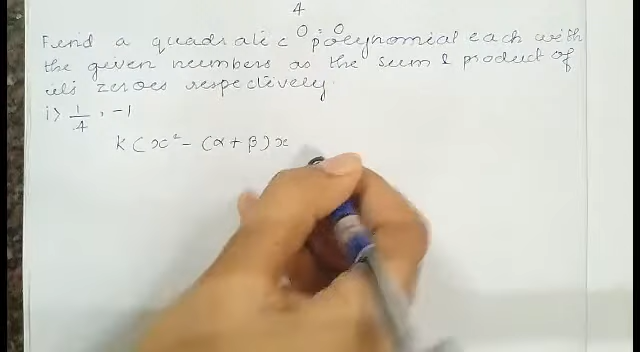 4
Find a quadratic polynomial each with
the given numbers as the sum & product of
its zeroes respectively.
i> 1/4 , -1
K(x² - (α + β)x